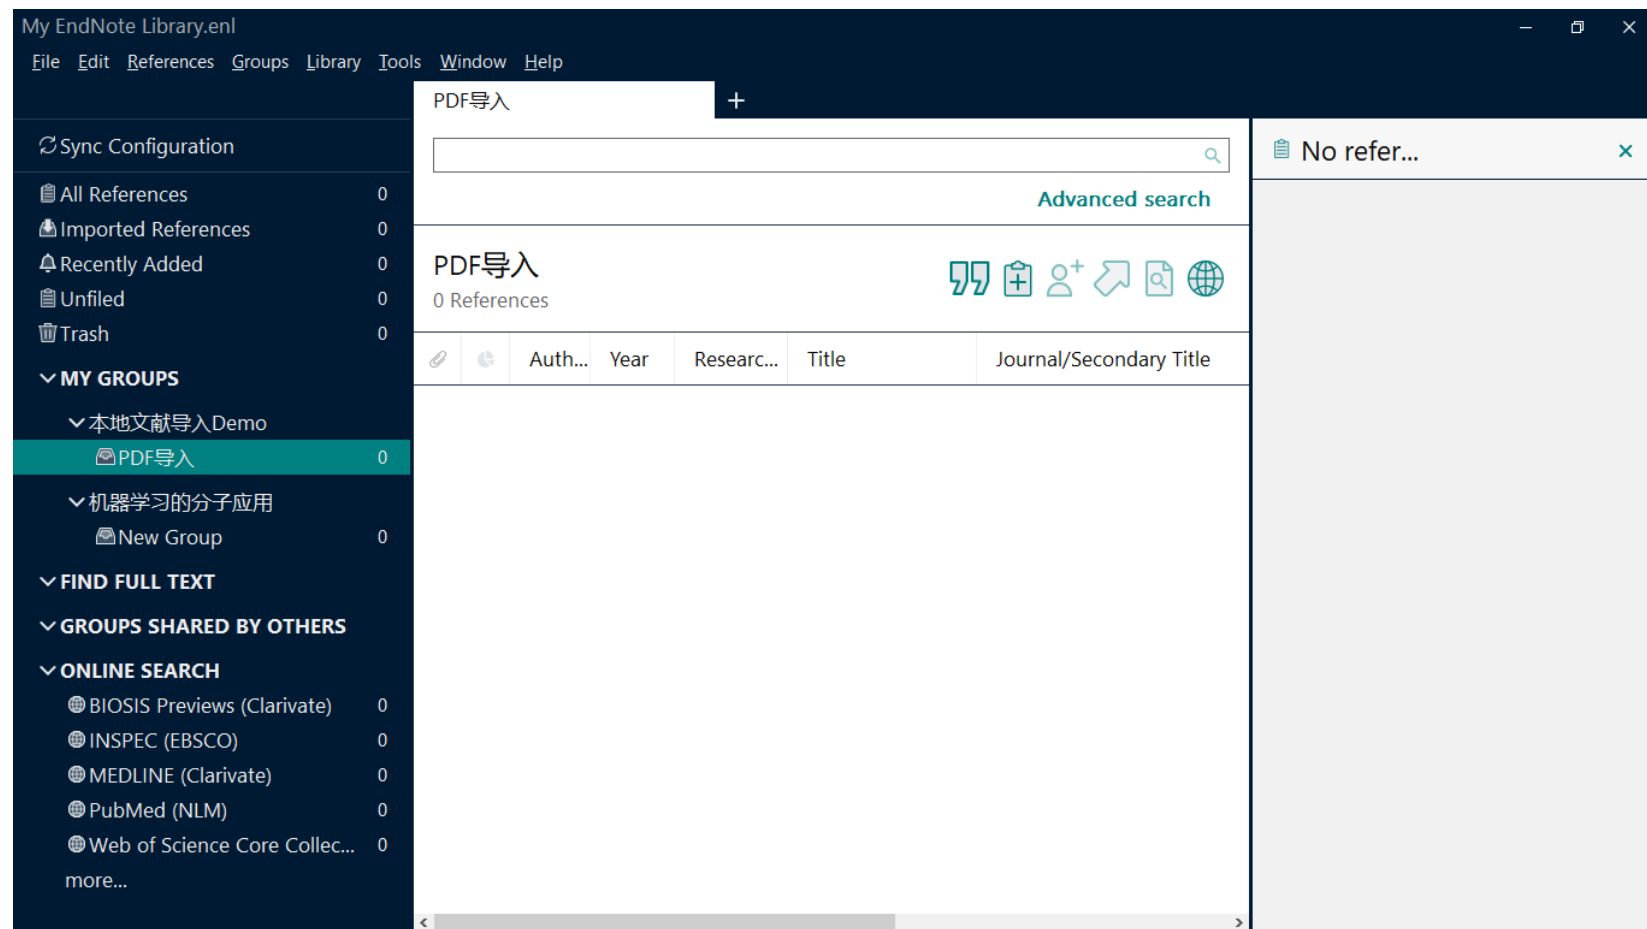 My EndNote Library.enl
File Edit References Groups Library Tools Window Help
PDF导入
Sync Configuration
All References 0
Imported References 0
Recently Added 0
Unfiled 0
Trash 0
MY GROUPS
本地文献导入Demo
PDF导入 0
机器学习的分子应用
New Group 0
FIND FULL TEXT
GROUPS SHARED BY OTHERS
ONLINE SEARCH
BIOSIS Previews (Clarivate) 0
INSPEC (EBSCO) 0
MEDLINE (Clarivate) 0
PubMed (NLM) 0
Web of Science Core Collec... 0
more...
Advanced search
PDF导入
0 References
Auth... Year Researc... Title Journal/Secondary Title
No refer...